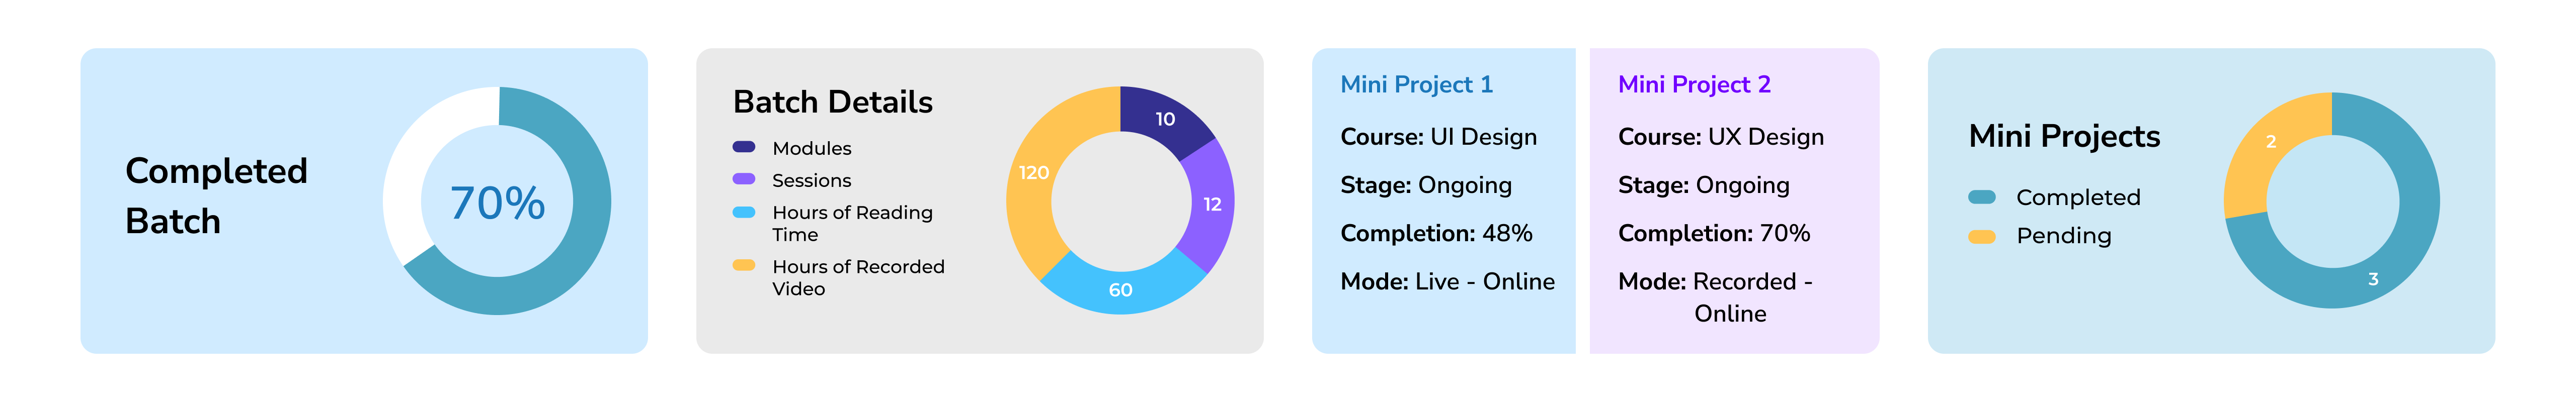 Completed
Batch
70%
Batch Details
Modules
Sessions
Hours of Reading
Time
Hours of Recorded
Video
10
12
60
120
Mini Project 1
Course: UI Design
Stage: Ongoing
Completion: 48%
Mode: Live - Online
Mini Project 2
Course: UX Design
Stage: Ongoing
Completion: 70%
Mode: Recorded -
Online
Mini Projects
Completed
Pending
2
3